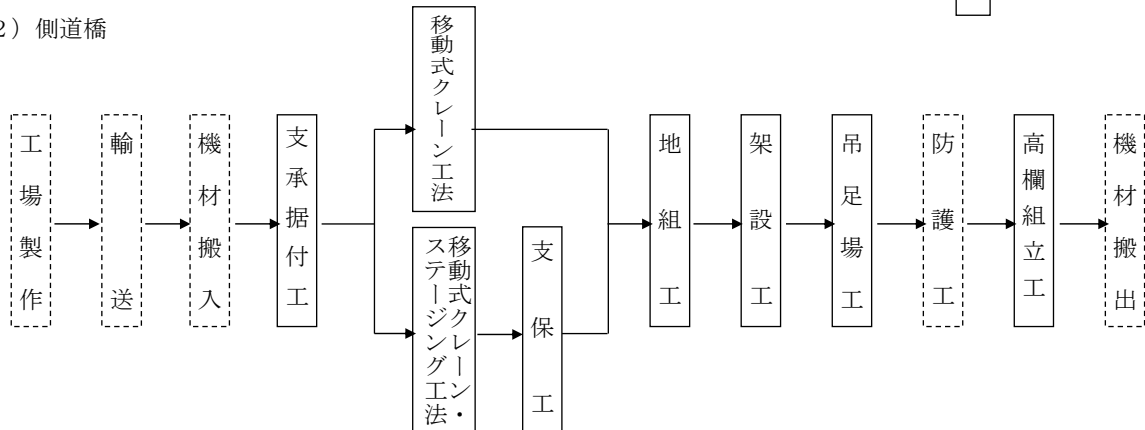 2）側道橋
工場製作
輸送
機材搬入
支承据付工
移動式クレーン工法
移動式クレーン・
ステージング工法
支保工
地組工
架設工
吊足場工
防護工
高欄組立工
機材搬出